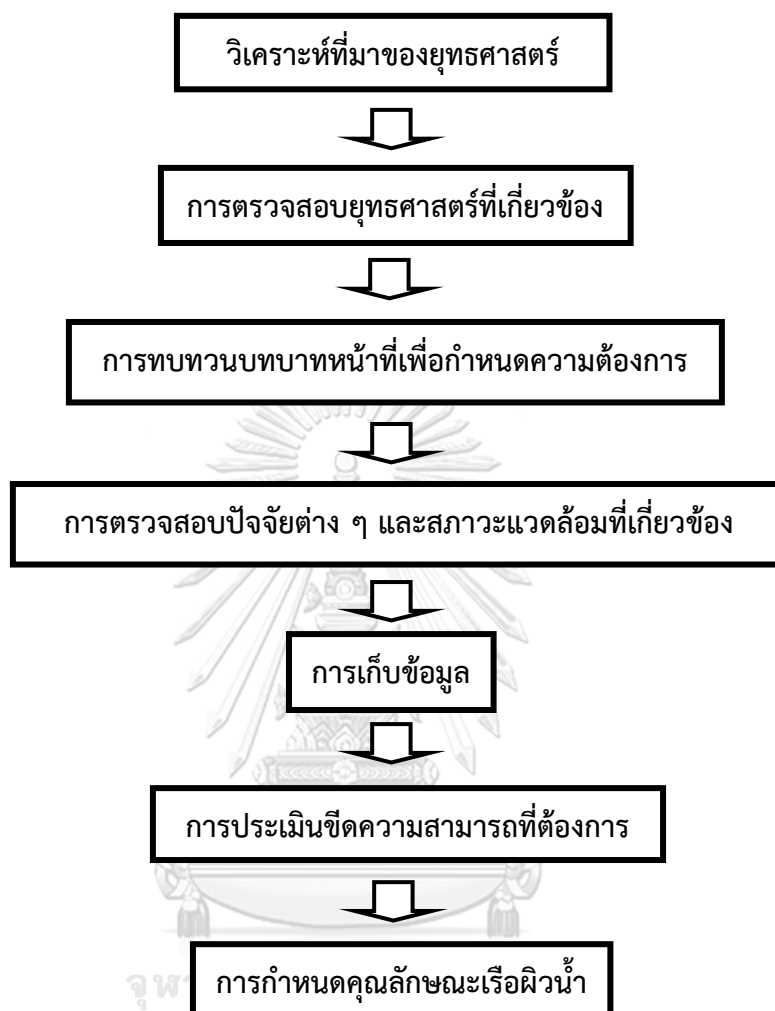 วิเคราะห์ที่มาของยุทธศาสตร์
การตรวจสอบยุทธศาสตร์ที่เกี่ยวข้อง
การทบทวนบทบาทหน้าที่เพื่อกำหนดความต้องการ
การตรวจสอบปัจจัยต่าง ๆ และสภาวะแวดล้อมที่เกี่ยวข้อง
การเก็บข้อมูล
การประเมินขีดความสามารถที่ต้องการ
การกำหนดคุณลักษณะเรือผิวน้ำ